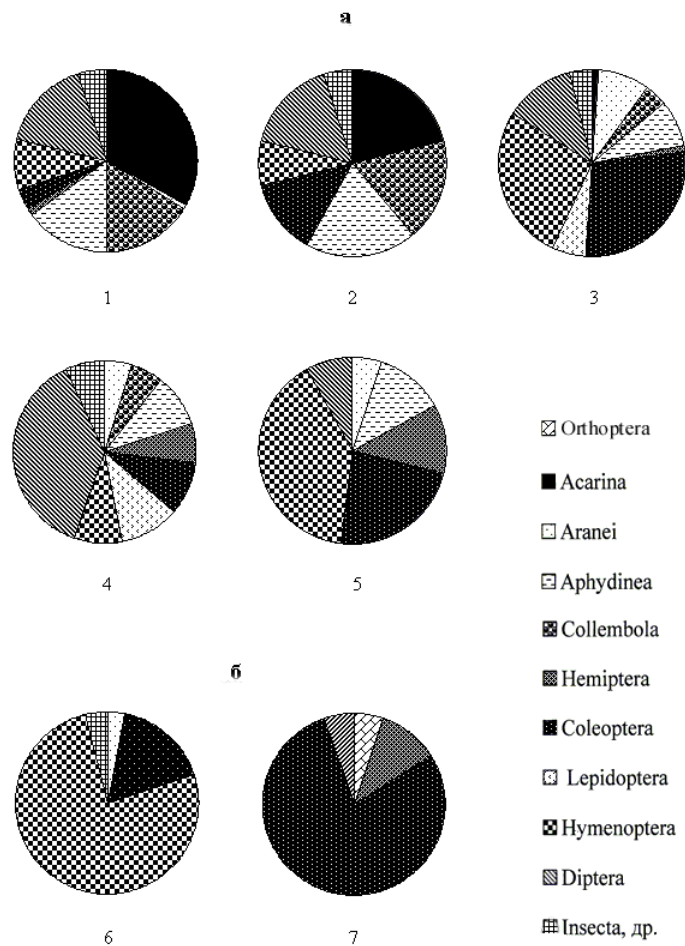 а
1 2 3
4 5
Orthoptera
Acarina
Aranei
Aphydinea
Collembola
Hemiptera
Coleoptera
Lepidoptera
Hymenoptera
Diptera
Insecta, др.
б
6 7